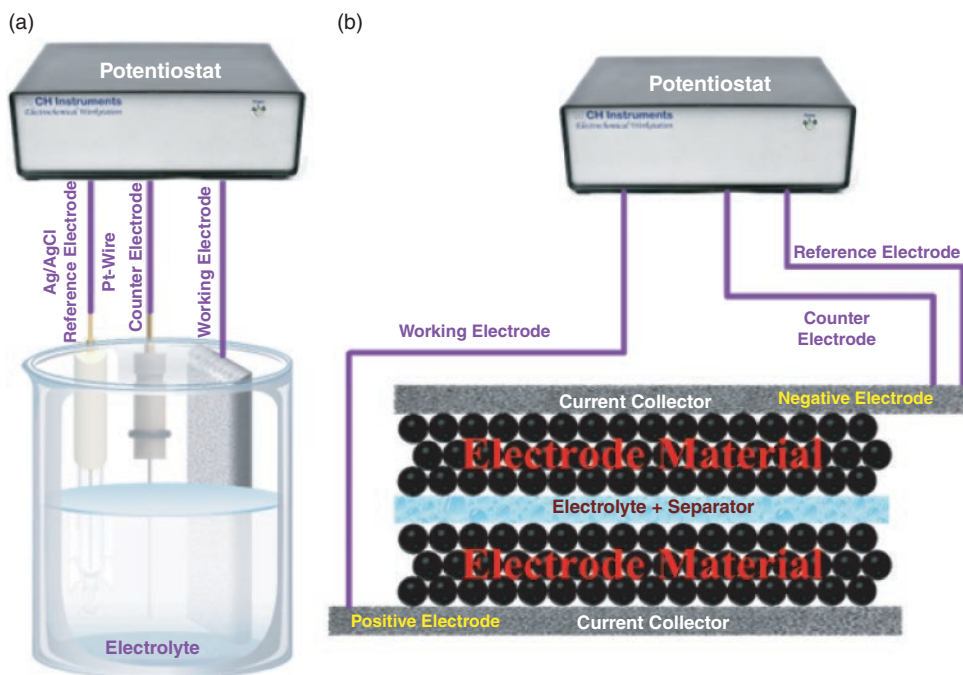 (a)
Potentiostat
CH Instruments
Electrochemical Workstation
Ag/AgCl
Reference Electrode
Pt-Wire
Counter Electrode
Working Electrode
Electrolyte
(b)
Potentiostat
CH Instruments
Electrochemical Workstation
Reference Electrode
Working Electrode
Counter
Electrode
Current Collector
Negative Electrode
Electrode Material
Electrolyte + Separator
Electrode Material
Positive Electrode
Current Collector